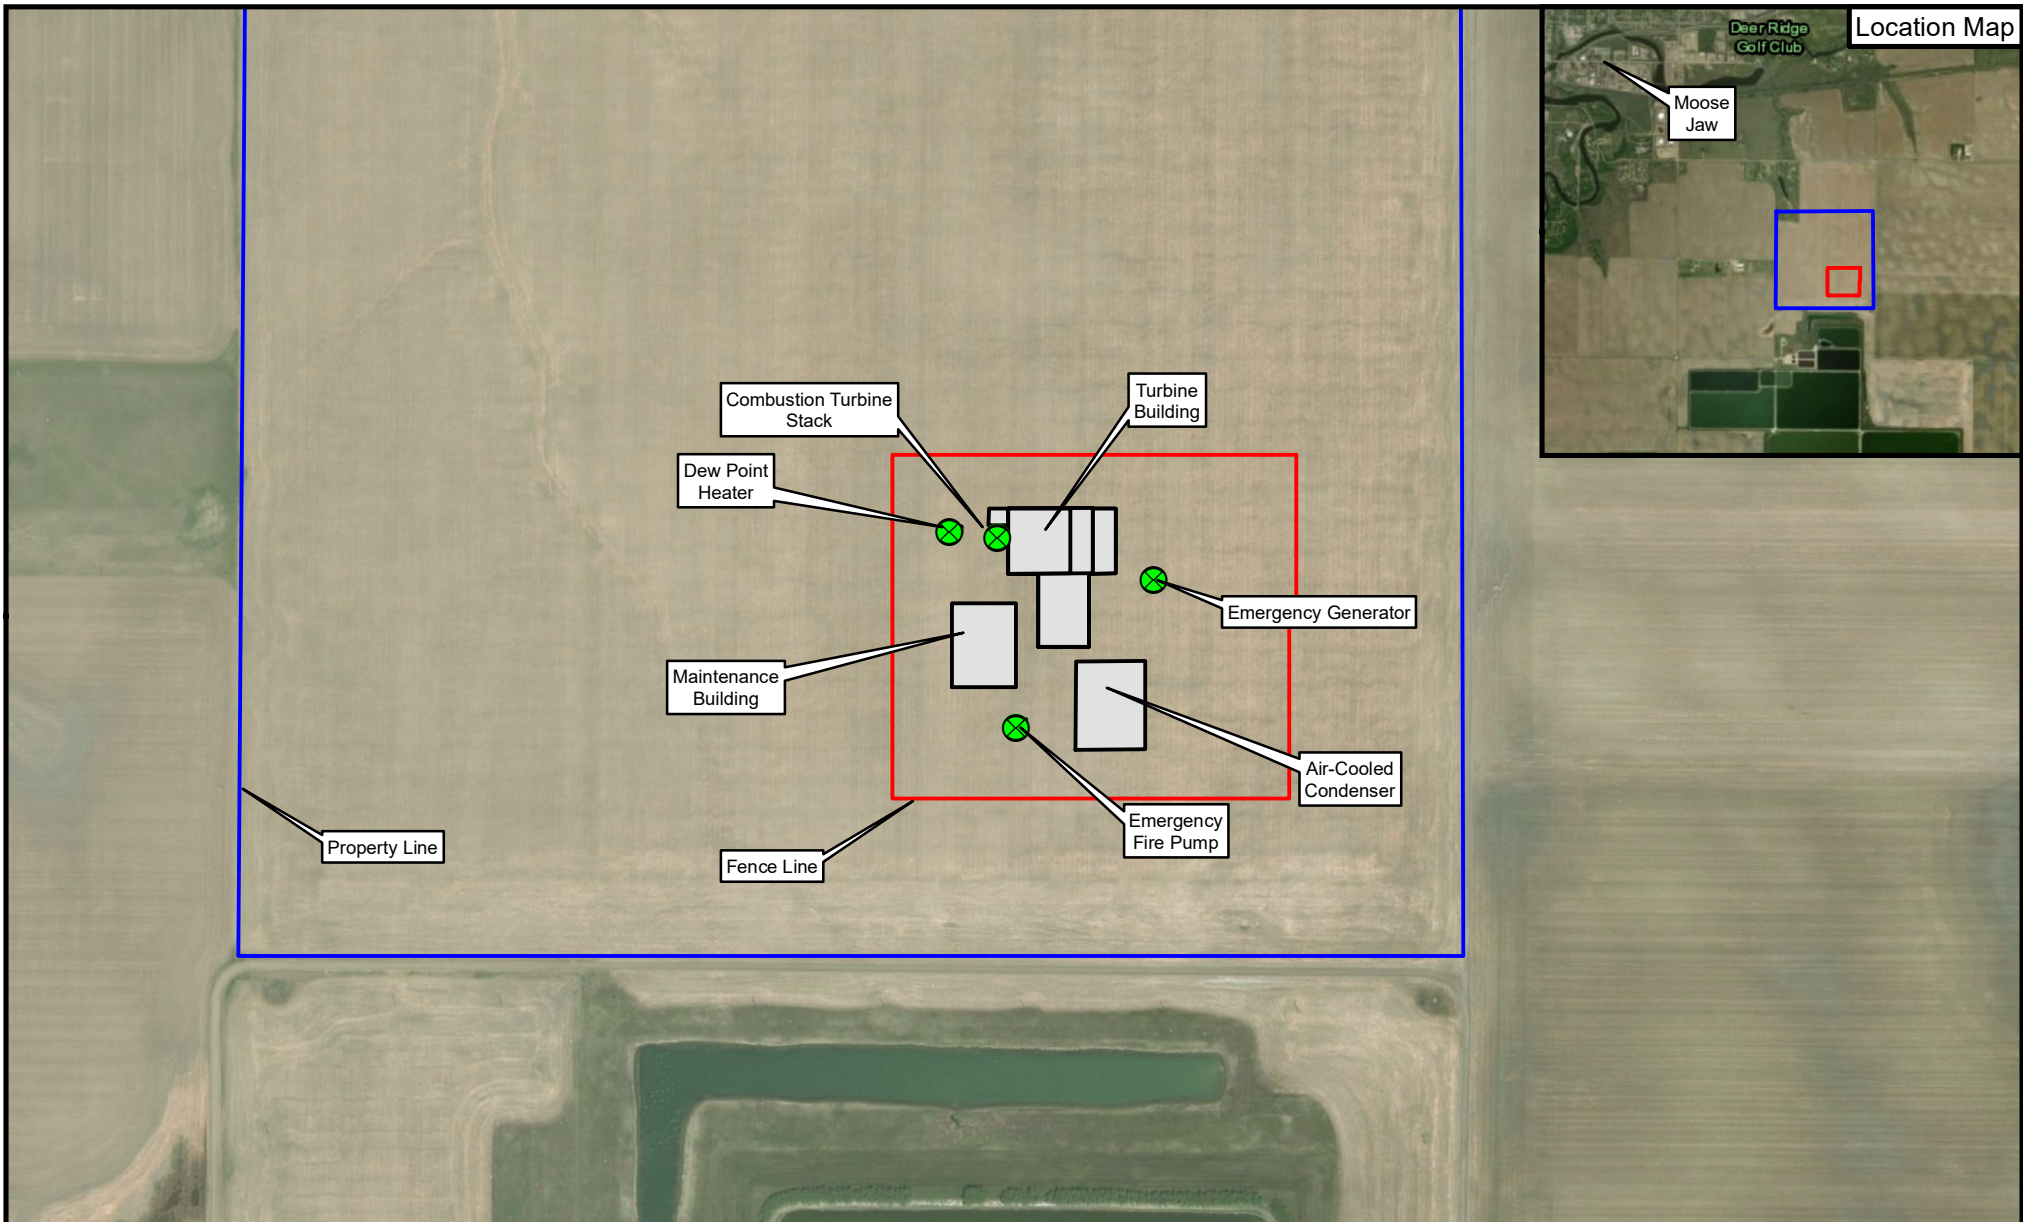 Location Map
Deer Ridge
Golf Club
Moose
Jaw
Turbine
Building
Combustion Turbine
Stack
Dew Point
Heater
Emergency Generator
Maintenance
Building
Air-Cooled
Condenser
Emergency
Fire Pump
Property Line
Fence Line